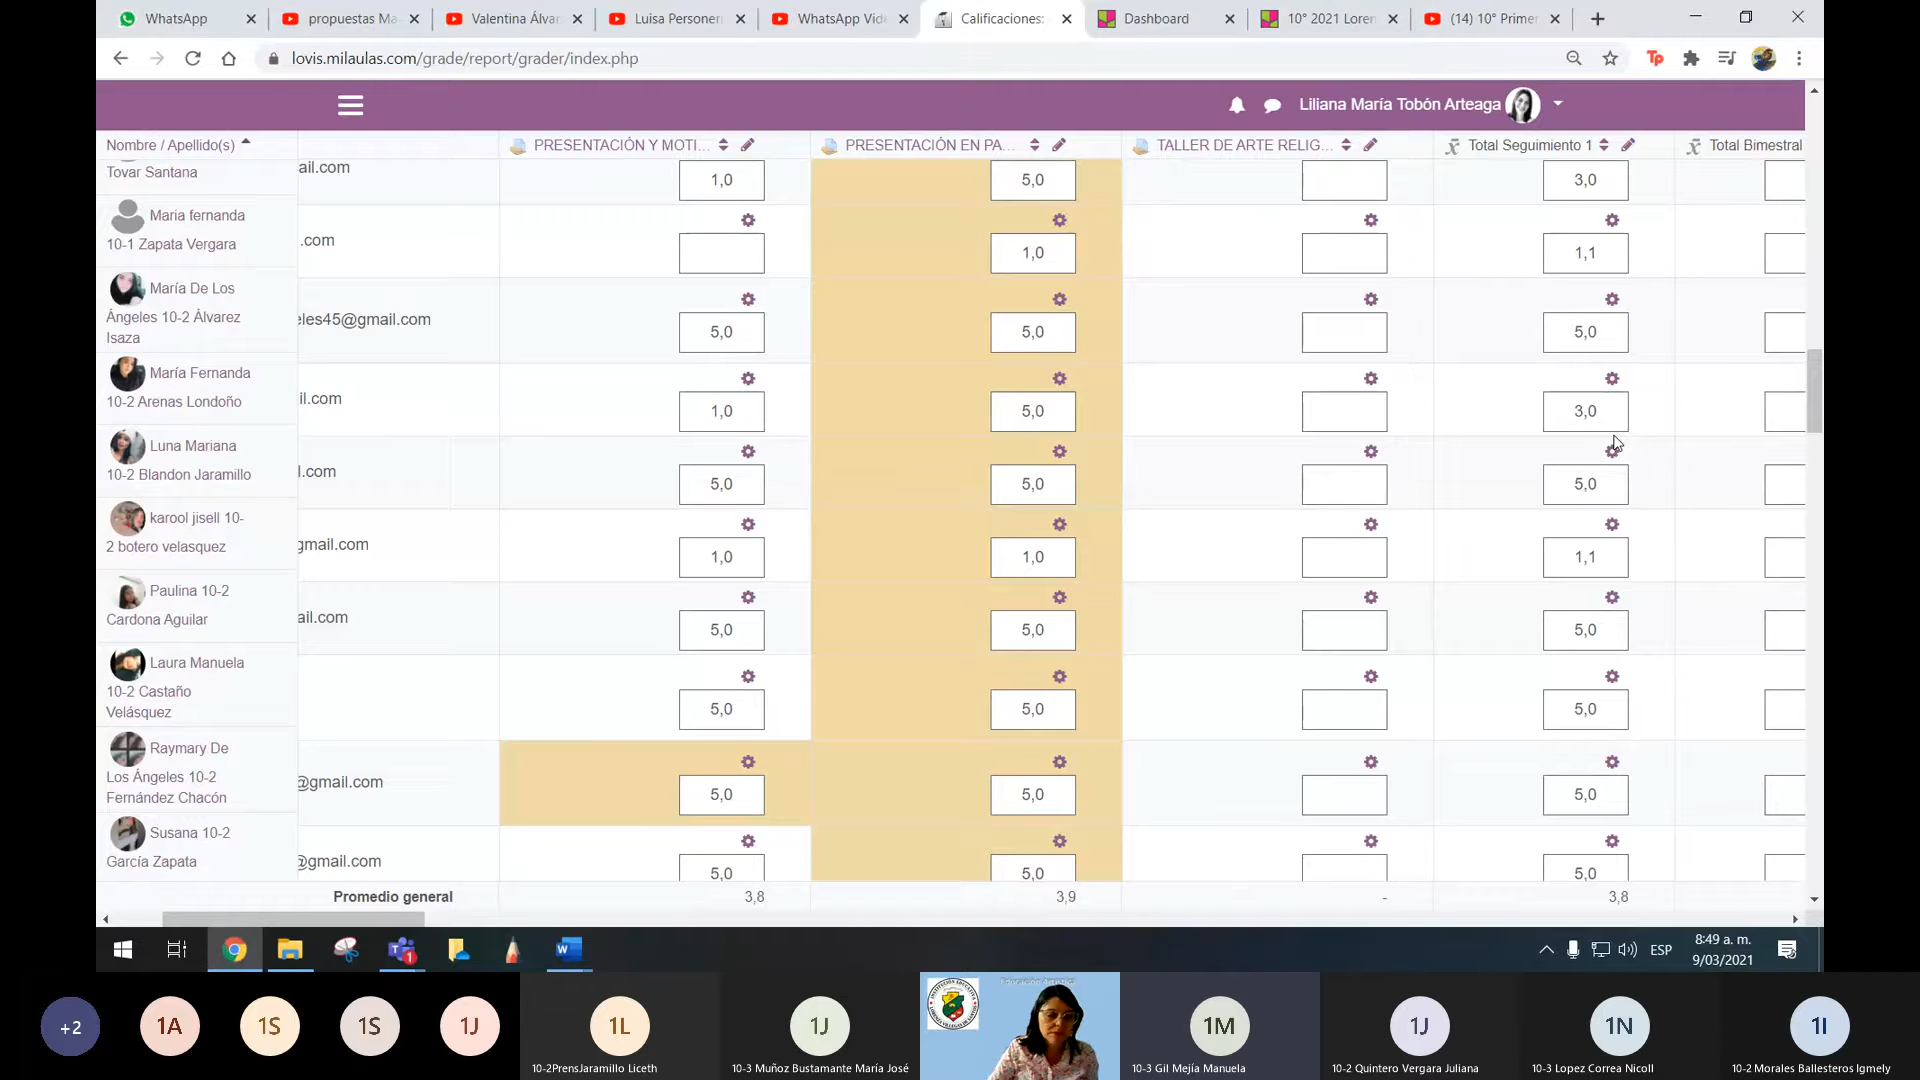 WhatsApp
propuestas Ma
Valentina Álvar
Luisa Personer
WhatsApp Vid
Calificaciones:
Dashboard
10° 2021 Loren
(14) 10° Prime
lovis.milaulas.com/grade/report/grader/index.php
Liliana María Tobón Arteaga
Nombre / Apellido(s)
PRESENTACIÓN Y MOTI...
PRESENTACIÓN EN PA...
TALLER DE ARTE RELIG...
Total Seguimiento 1
Total Bimestral
Tovar Santana
ail.com
1,0
5,0
3,0
Maria fernanda
10-1 Zapata Vergara
.com
1,0
1,1
María De Los
Ángeles 10-2 Álvarez
Isaza
eles45@gmail.com
5,0
5,0
5,0
María Fernanda
10-2 Arenas Londoño
il.com
1,0
5,0
3,0
Luna Mariana
10-2 Blandon Jaramillo
l.com
5,0
5,0
5,0
karool jisell 10-
2 botero velasquez
gmail.com
1,0
1,0
1,1
Paulina 10-2
Cardona Aguilar
ail.com
5,0
5,0
5,0
Laura Manuela
10-2 Castaño
Velásquez
5,0
5,0
5,0
Raymary De
Los Ángeles 10-2
Fernández Chacón
@gmail.com
5,0
5,0
5,0
Susana 10-2
García Zapata
@gmail.com
5,0
5,0
5,0
Promedio general
3,8
3,9
-
3,8
ESP
8:49 a. m.
9/03/2021
+2
1A
1S
1S
1J
1L
10-2PrensJaramillo Liceth
1J
10-3 Muñoz Bustamante María José
1M
10-3 Gil Mejía Manuela
1J
10-2 Quintero Vergara Juliana
1N
10-3 Lopez Correa Nicoll
1I
10-2 Morales Ballesteros Igmely